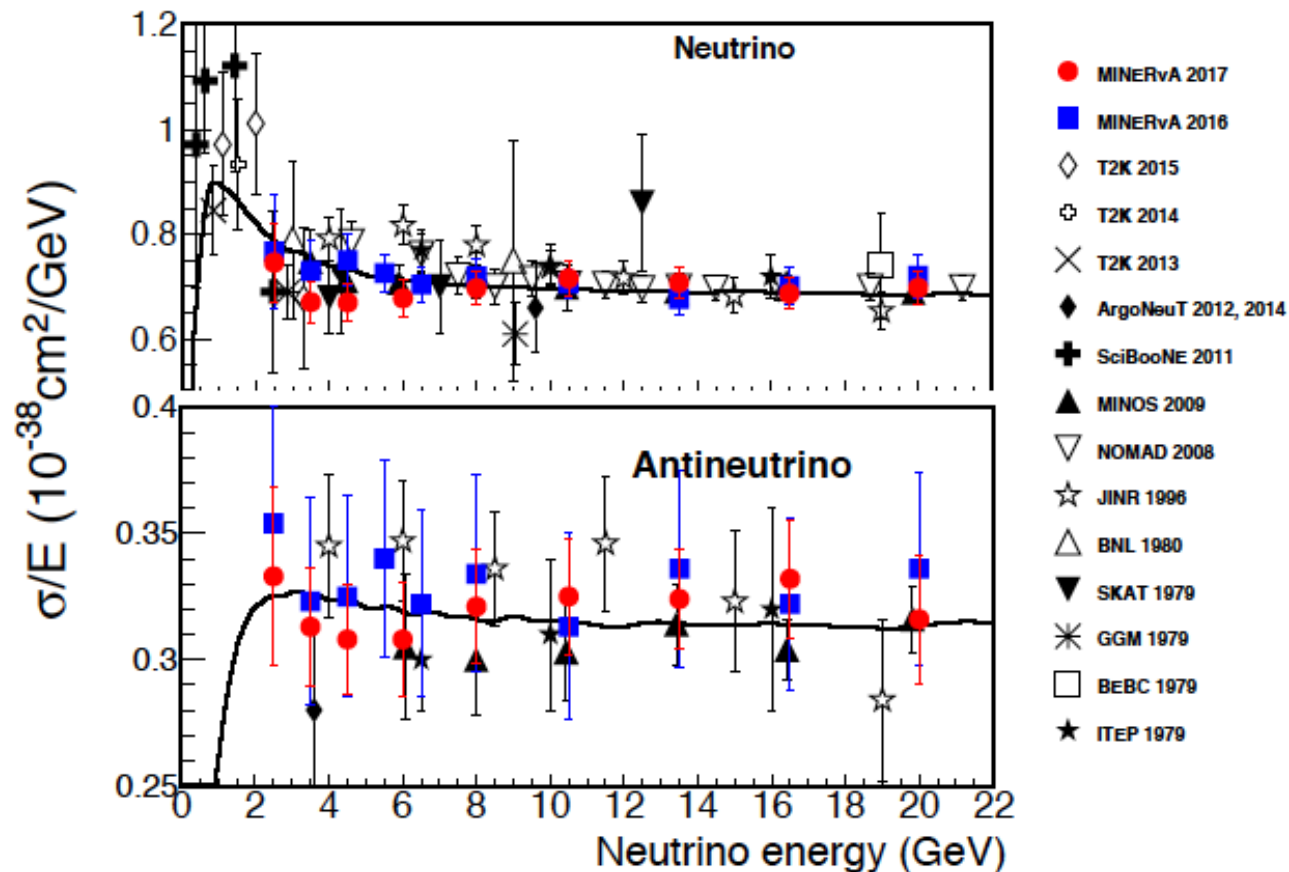 Neutrino
1.2
1
0.8
0.6
σ/E (10⁻³⁸cm²/GeV)
Antineutrino
0.4
0.35
0.3
0.25
0 2 4 6 8 10 12 14 16 18 20 22
Neutrino energy (GeV)
MINERvA 2017
MINERvA 2016
T2K 2015
T2K 2014
T2K 2013
ArgoNeuT 2012, 2014
SciBooNE 2011
MINOS 2009
NOMAD 2008
JINR 1996
BNL 1980
SKAT 1979
GGM 1979
BEBC 1979
ITEP 1979